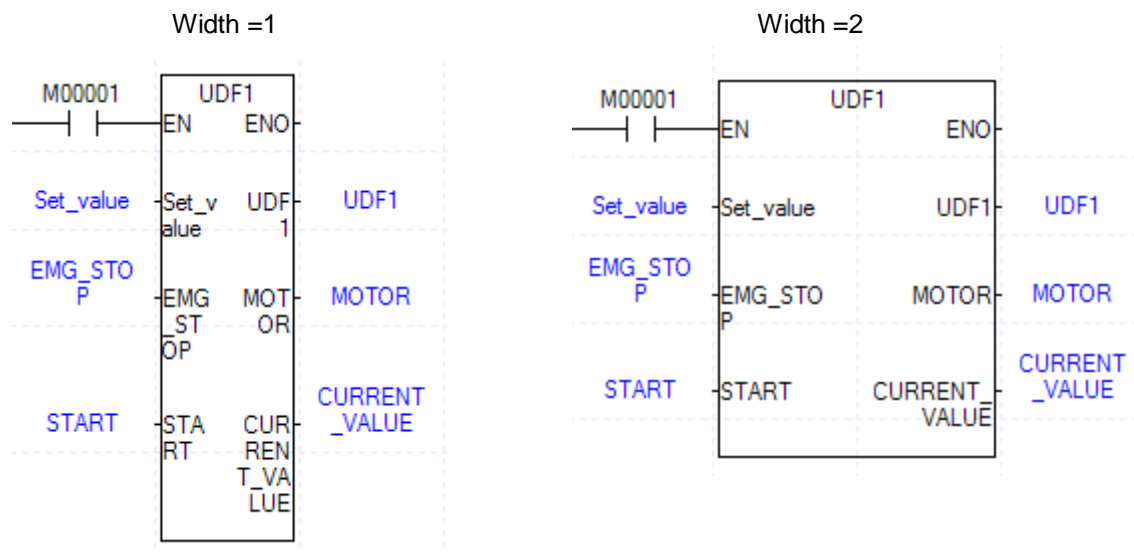 Width =1
M00001
UDF1
EN ENO
Set_value
Set_v
alue
UDF
1
UDF1
EMG_STO
P
EMG
_ST
OP
MOT
OR
MOTOR
START
STA
RT
CUR
REN
T_VA
LUE
CURRENT
_VALUE
Width =2
M00001
UDF1
EN ENO
Set_value
Set_value
UDF1
UDF1
EMG_STO
P
EMG_STO
P
MOTOR
MOTOR
START
START
CURRENT_
VALUE
CURRENT
_VALUE